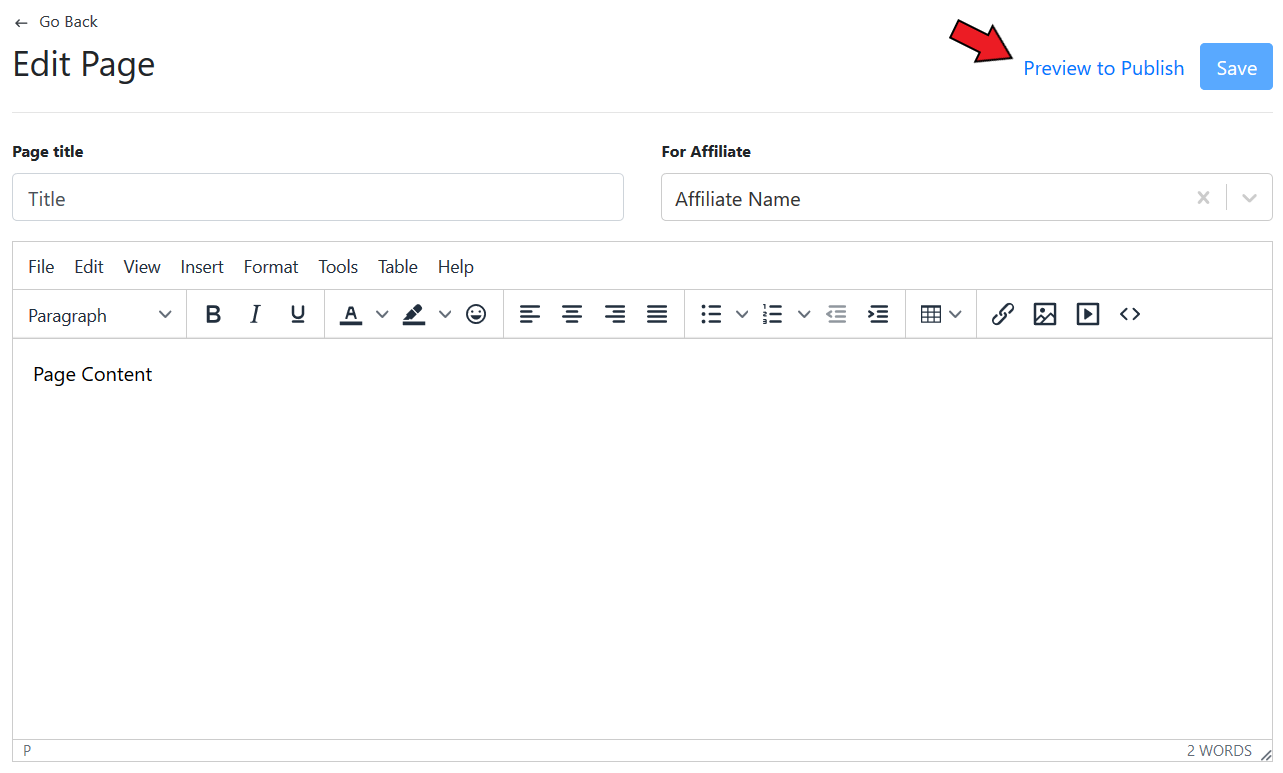 Go Back
Edit Page
Preview to Publish
Save
Page title
For Affiliate
Title
Affiliate Name
File Edit View Insert Format Tools Table Help
Paragraph
Page Content
P
2 WORDS